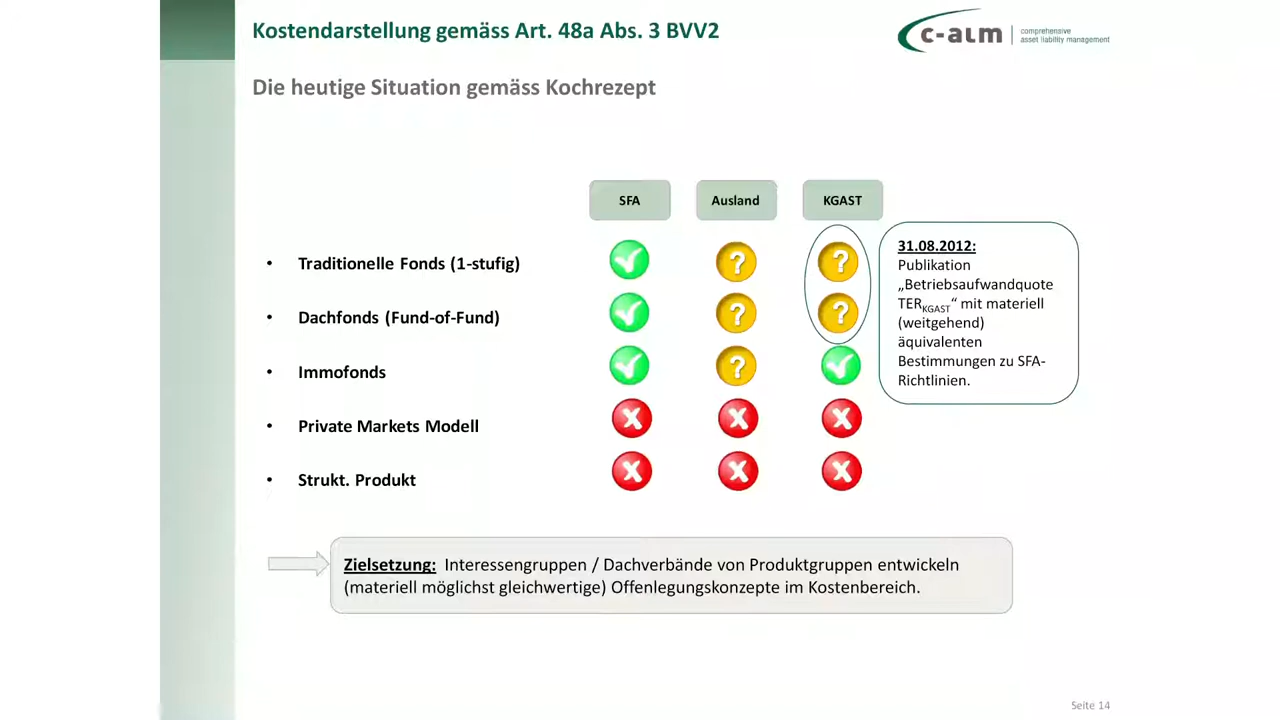 Kostendarstellung gemäss Art. 48a Abs. 3 BVV2
c-alm
comprehensive
asset liability management
Die heutige Situation gemäss Kochrezept
SFA
Ausland
KGAST
• Traditionelle Fonds (1-stufig)
• Dachfonds (Fund-of-Fund)
• Immofonds
• Private Markets Modell
• Strukt. Produkt
31.08.2012:
Publikation
„Betriebsaufwandquote
TERKGAST“ mit materiell
(weitgehend)
äquivalenten
Bestimmungen zu SFA-
Richtlinien.
Zielsetzung: Interessengruppen / Dachverbände von Produktgruppen entwickeln
(materiell möglichst gleichwertige) Offenlegungskonzepte im Kostenbereich.
Seite 14